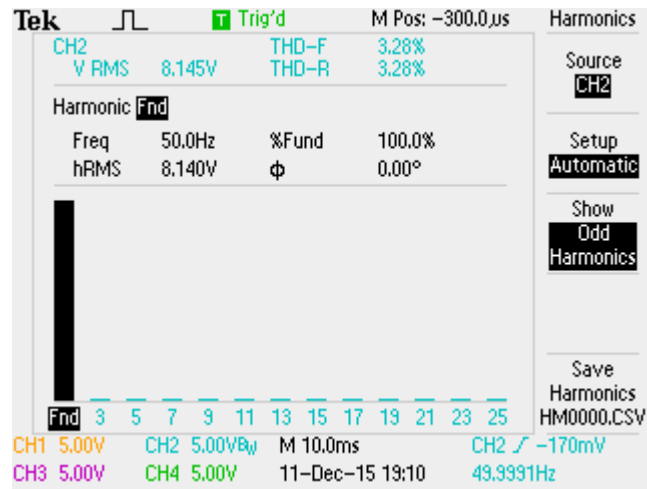 Tek Trig'd M Pos: -300.0µs Harmonics
CH2 THD-F 3.28%
V RMS 8.145V THD-R 3.28%
Source
CH2
Harmonic Fnd
Freq 50.0Hz %Fund 100.0%
hRMS 8.140V ϕ 0.00°
Setup
Automatic
Show
Odd
Harmonics
Save
Harmonics
HM0000.CSV
Fnd 3 5 7 9 11 13 15 17 19 21 23 25
CH1 5.00V CH2 5.00VBW M 10.0ms CH2 -170mV
CH3 5.00V CH4 5.00V 11-Dec-15 19:10 49.9991Hz